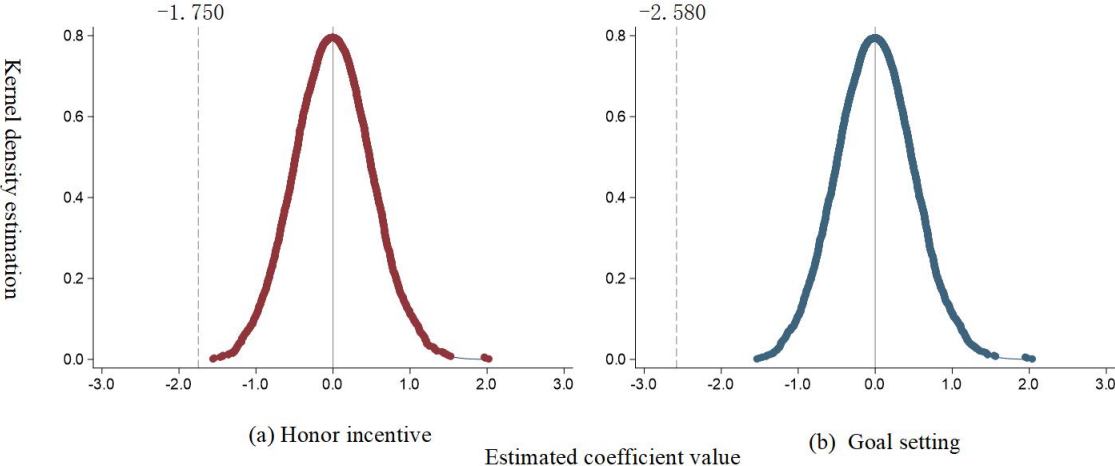 -1.750
-2.580
Kernel density estimation
0.8
0.6
0.4
0.2
0.0
-3.0 -2.0 -1.0 0.0 1.0 2.0 3.0
0.8
0.6
0.4
0.2
0.0
-3.0 -2.0 -1.0 0.0 1.0 2.0 3.0
(a) Honor incentive
(b) Goal setting
Estimated coefficient value